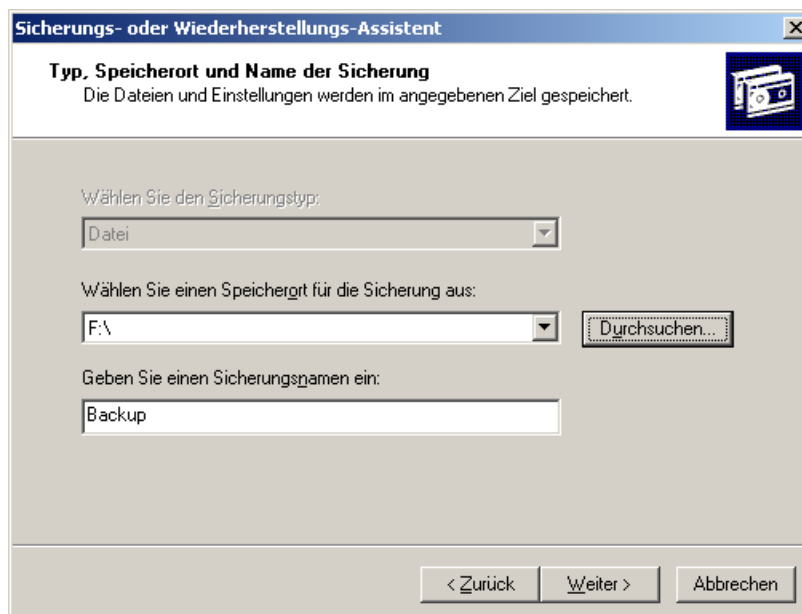 Sicherungs- oder Wiederherstellungs-Assistent
Typ, Speicherort und Name der Sicherung
Die Dateien und Einstellungen werden im angegebenen Ziel gespeichert.
Wählen Sie den Sicherungstyp:
Datei
Wählen Sie einen Speicherort für die Sicherung aus:
F:\
Durchsuchen...
Geben Sie einen Sicherungsnamen ein:
Backup
< Zurück
Weiter >
Abbrechen